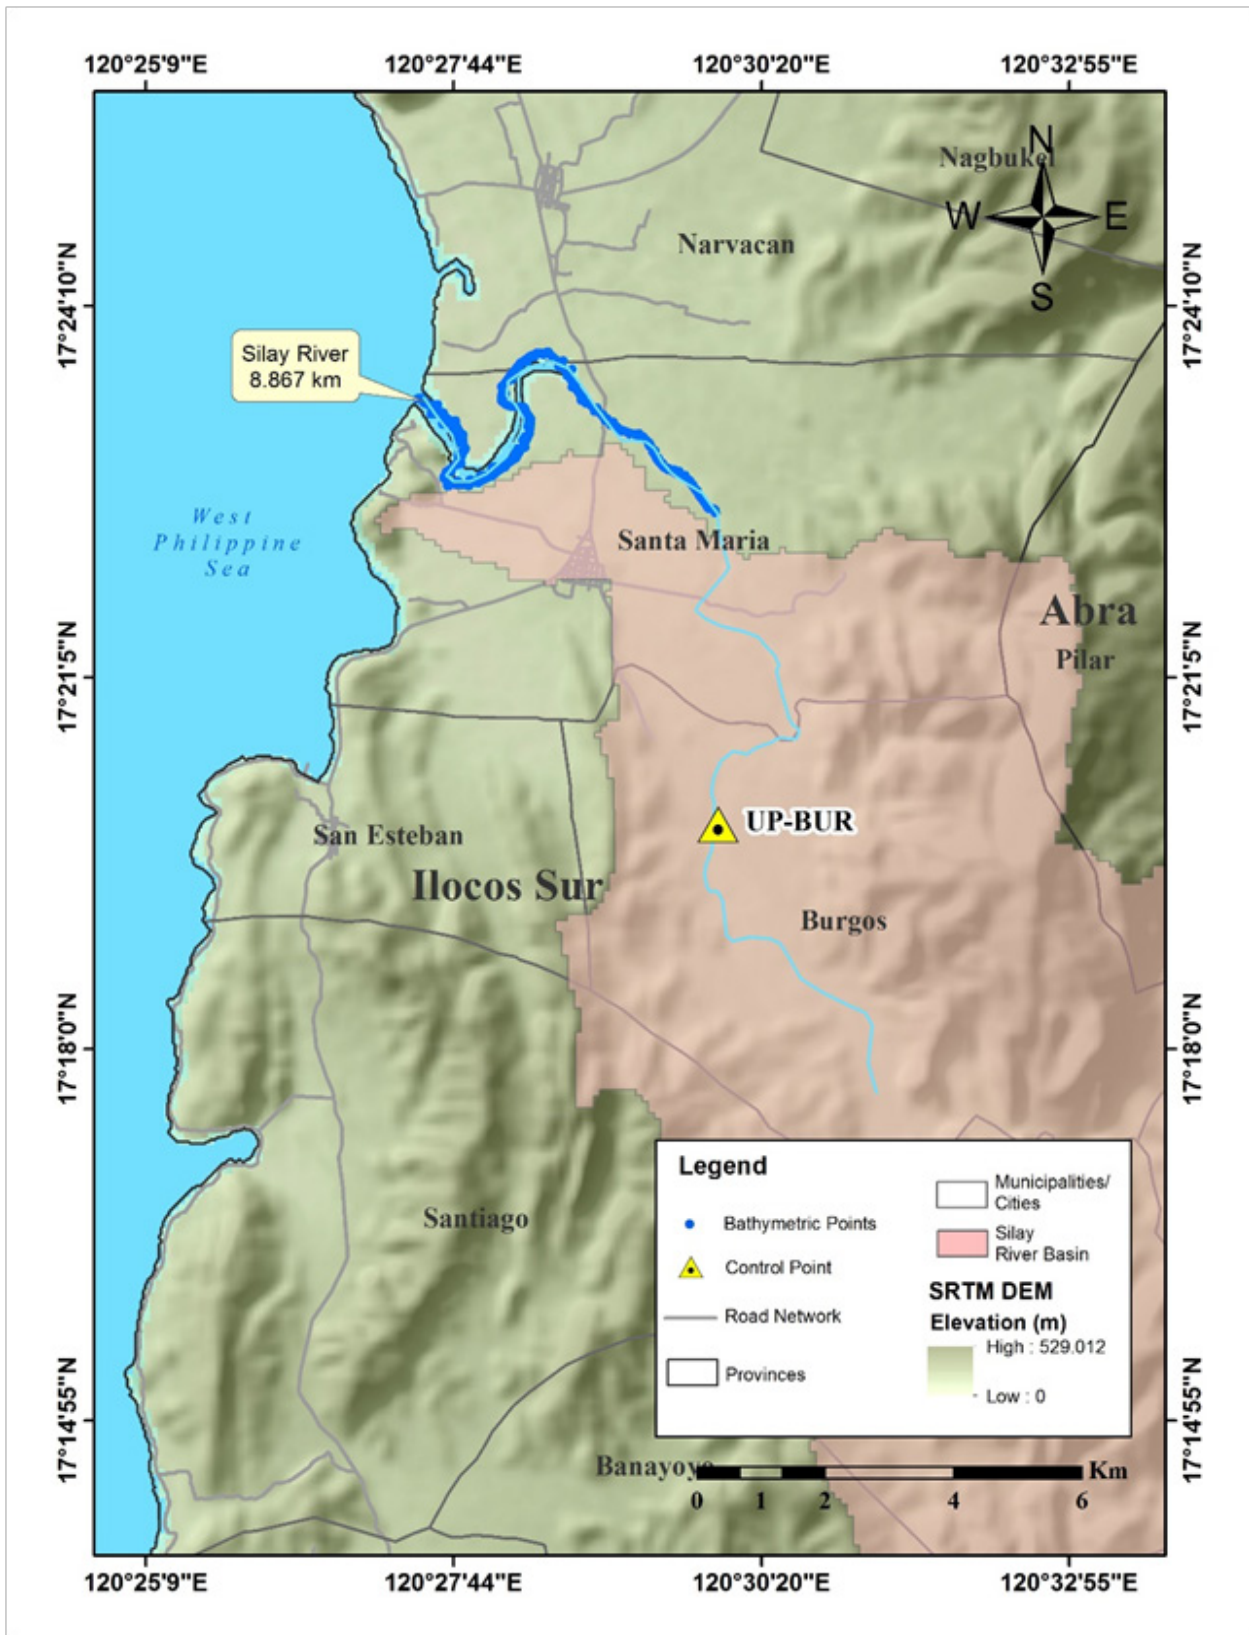 120°25'9"E
120°27'44"E
120°30'20"E
120°32'55"E
N
Nagbukel
W
E
S
Narvacan
17°24'10"N
17°24'10"N
Silay River
8.867 km
West
Philippine
Sea
Santa Maria
Abra
Pilar
17°21'5"N
17°21'5"N
UP-BUR
San Esteban
Ilocos Sur
Burgos
17°18'0"N
17°18'0"N
Santiago
Legend
Bathymetric Points
Control Point
Road Network
Provinces
Municipalities/
Cities
Silay
River Basin
SRTM DEM
Elevation (m)
High : 529.012
Low : 0
17°14'55"N
17°14'55"N
Banayoyo
Km
0
1
2
4
6
120°25'9"E
120°27'44"E
120°30'20"E
120°32'55"E